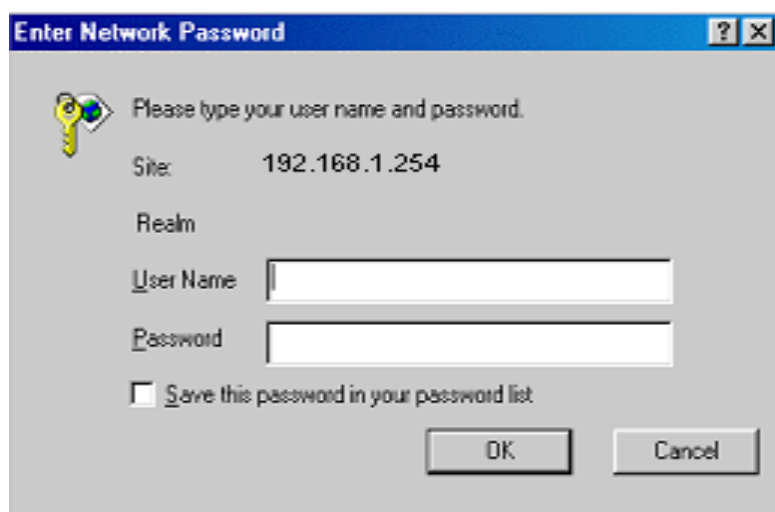 Enter Network Password
Please type your user name and password.
Site: 192.168.1.254
Realm
User Name
Password
Save this password in your password list
OK Cancel